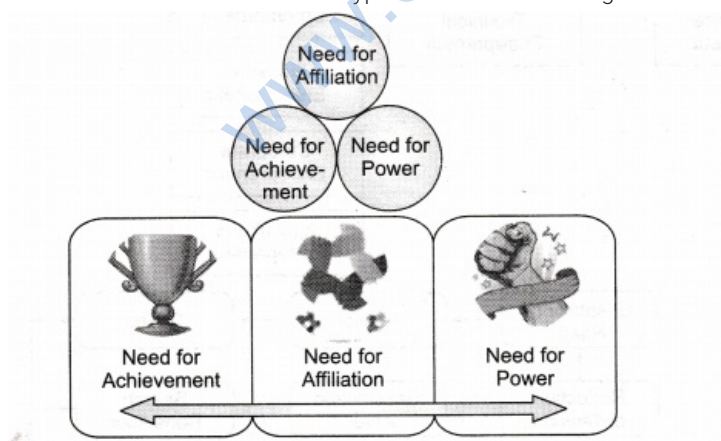 Need for
Affiliation
Need for
Achieve-
ment
Need for
Power
Need for
Achievement
Need for
Affiliation
Need for
Power
www.